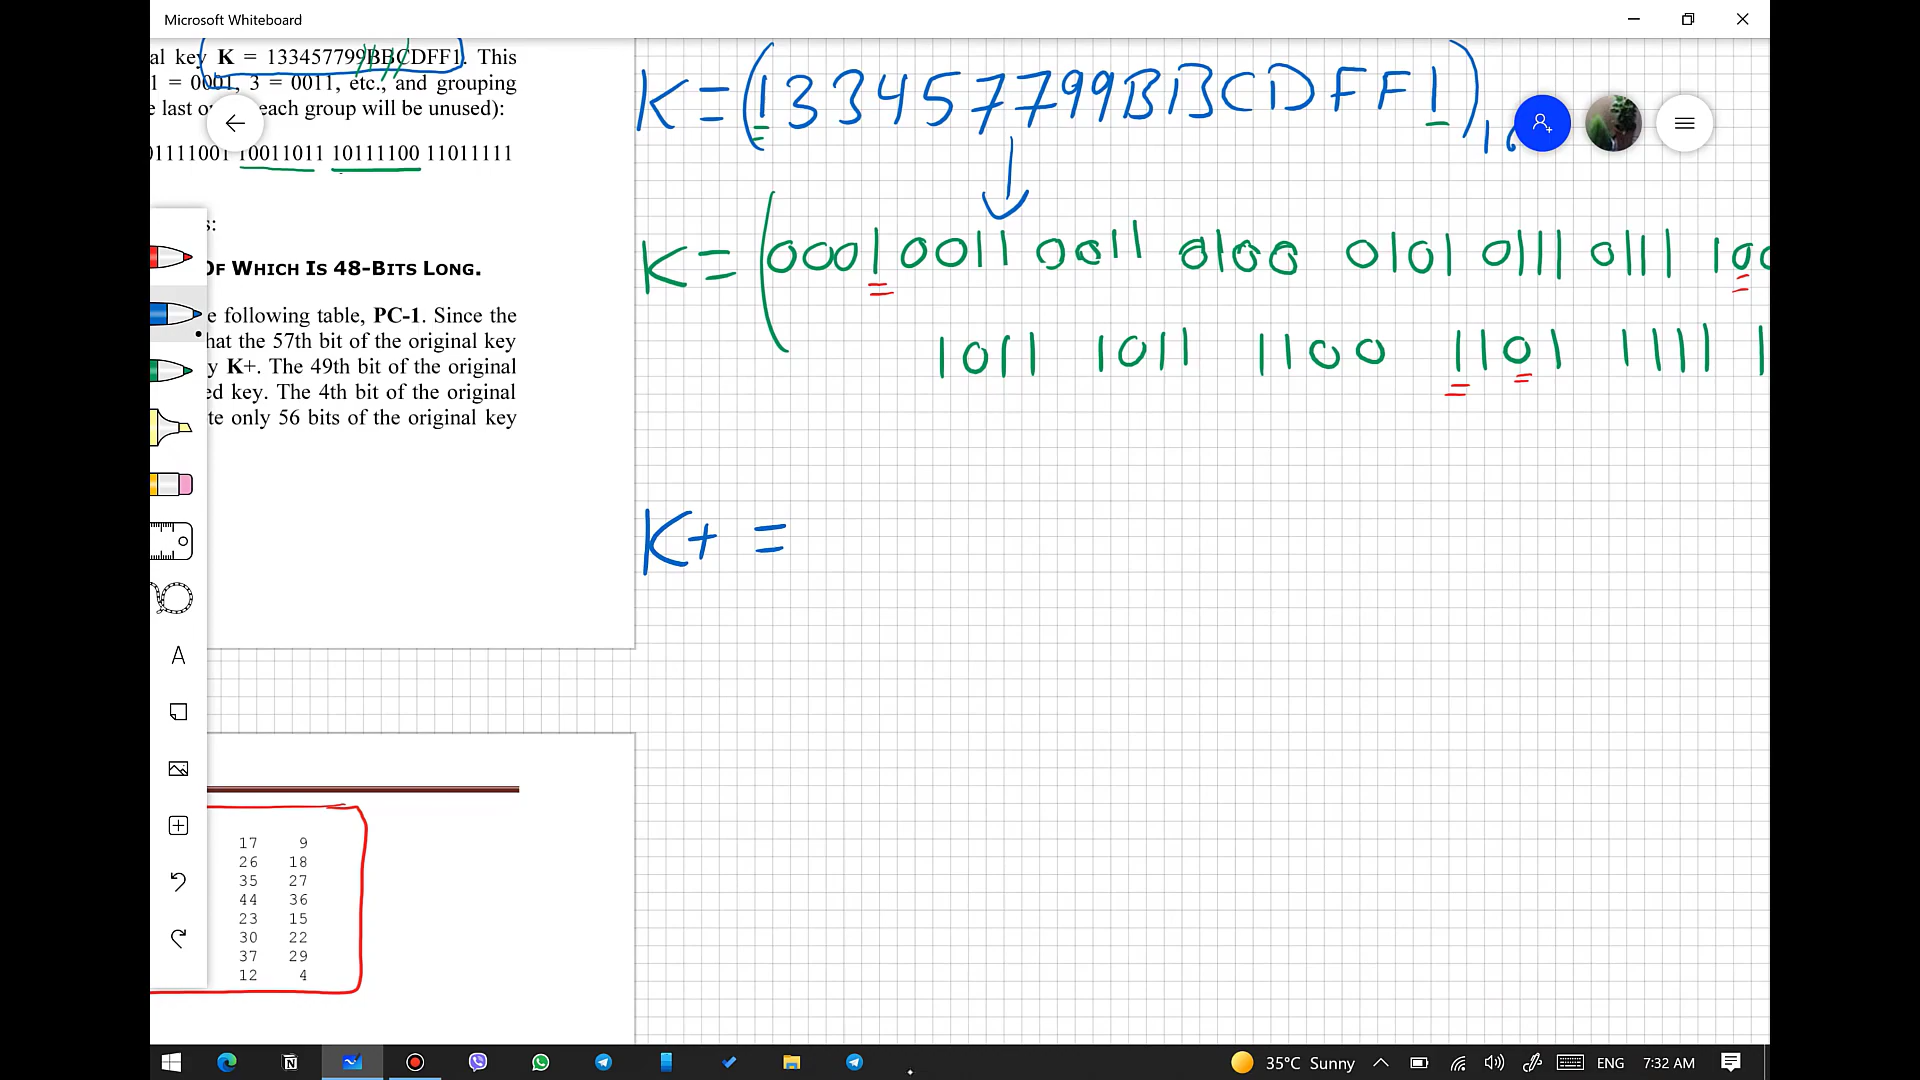 Microsoft Whiteboard
al key K = 133457799BBCDFF1. This
1 = 0001, 3 = 0011, etc., and grouping
e last o each group will be unused):
01111001 10011011 10111100 11011111
s:
OF WHICH IS 48-BITS LONG.
e following table, PC-1. Since the
hat the 57th bit of the original key
y K+. The 49th bit of the original
ed key. The 4th bit of the original
te only 56 bits of the original key
17 9
26 18
35 27
44 36
23 15
30 22
37 29
12 4
K = (133457799BBCDFF1)16
K = (0001 0011 0011 0100 0101 0111 0111 100
1011 1011 1100 1101 1111 1
K+ =
A
35°C Sunny
ENG
7:32 AM